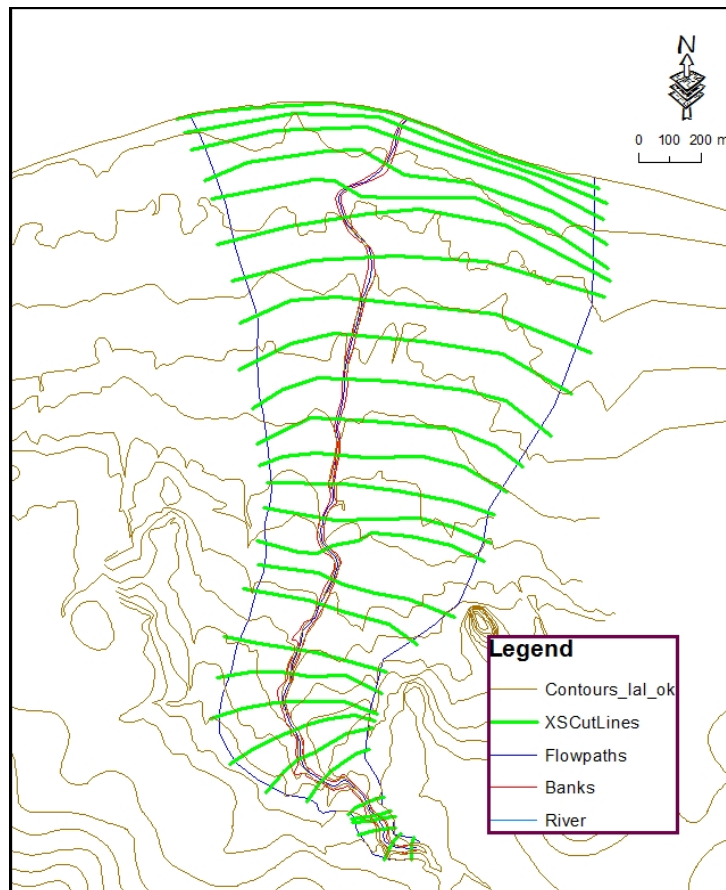 N
0 100 200 m
Legend
Contours_lal_ok
XSCutLines
Flowpaths
Banks
River